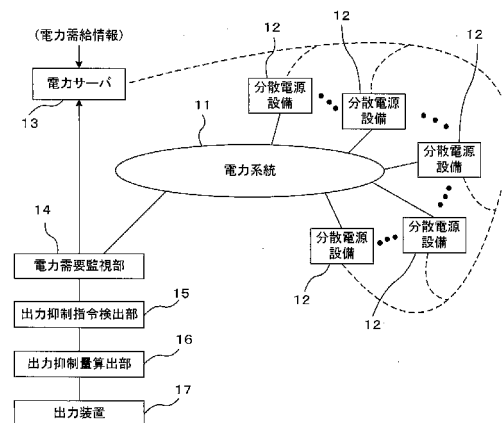 (電力需給情報)
電力サーバ
13
12
分散電源
設備
12
分散電源
設備
12
分散電源
設備
11
電力系統
14
電力需要監視部
分散電源
設備
12
分散電源
設備
12
15
出力抑制指令検出部
16
出力抑制量算出部
17
出力装置